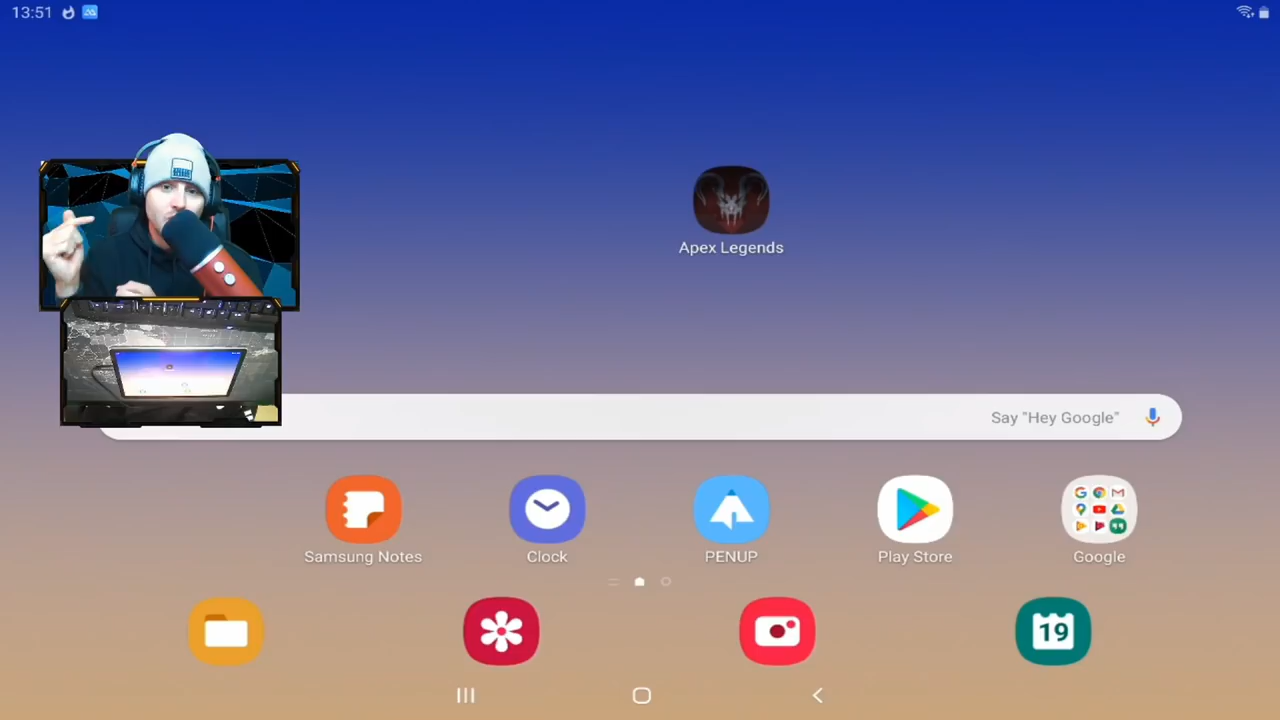 13:51
Apex Legends
Say "Hey Google"
Samsung Notes
Clock
PENUP
Play Store
Google
19